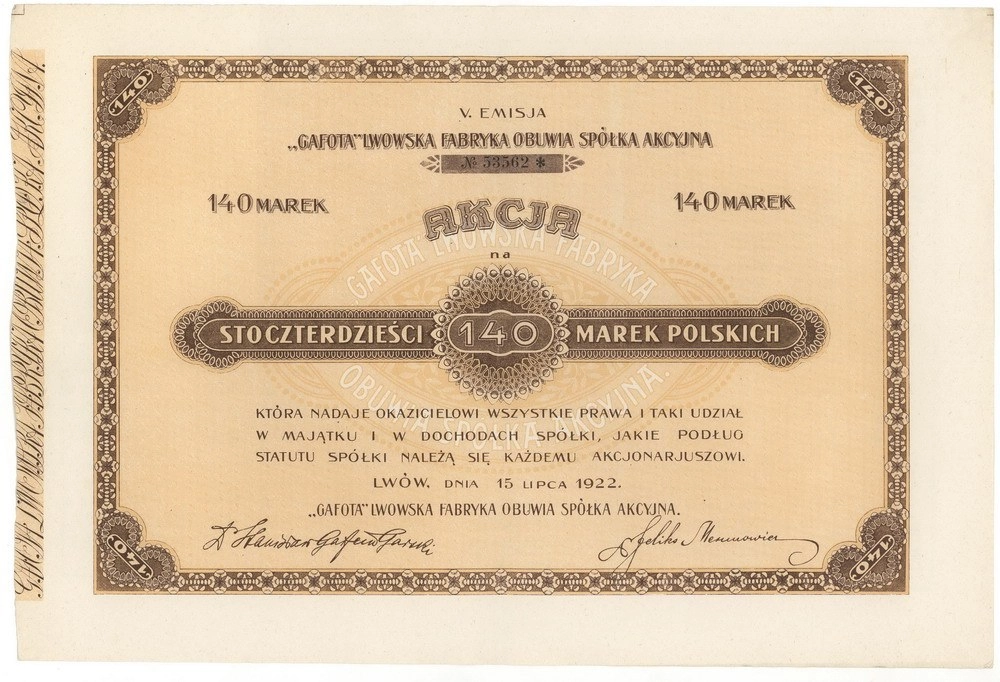 V. EMISJA
„GAFOTA" LWOWSKA FABRYKA OBUWIA SPÓŁKA AKCYJNA
№ 53562 *
140 MAREK
140 MAREK
AKCJA
na
GAFOTA LWOWSKA FABRYKA
STO CZTERDZIEŚCI 140 MAREK POLSKICH
OBUWIA SPÓŁKA AKCYJNA.
KTÓRA NADAJE OKAZICIELOWI WSZYSTKIE PRAWA I TAKI UDZIAŁ
W MAJĄTKU I W DOCHODACH SPÓŁKI, JAKIE PODŁUG
STATUTU SPÓŁKI NALEŻĄ SIĘ KAŻDEMU AKCJONARJUSZOWI.
LWÓW, DNIA 15 LIPCA 1922.
„GAFOTA" LWOWSKA FABRYKA OBUWIA SPÓŁKA AKCYJNA.
Dr Stanisław
Feliks
140
140
140
140